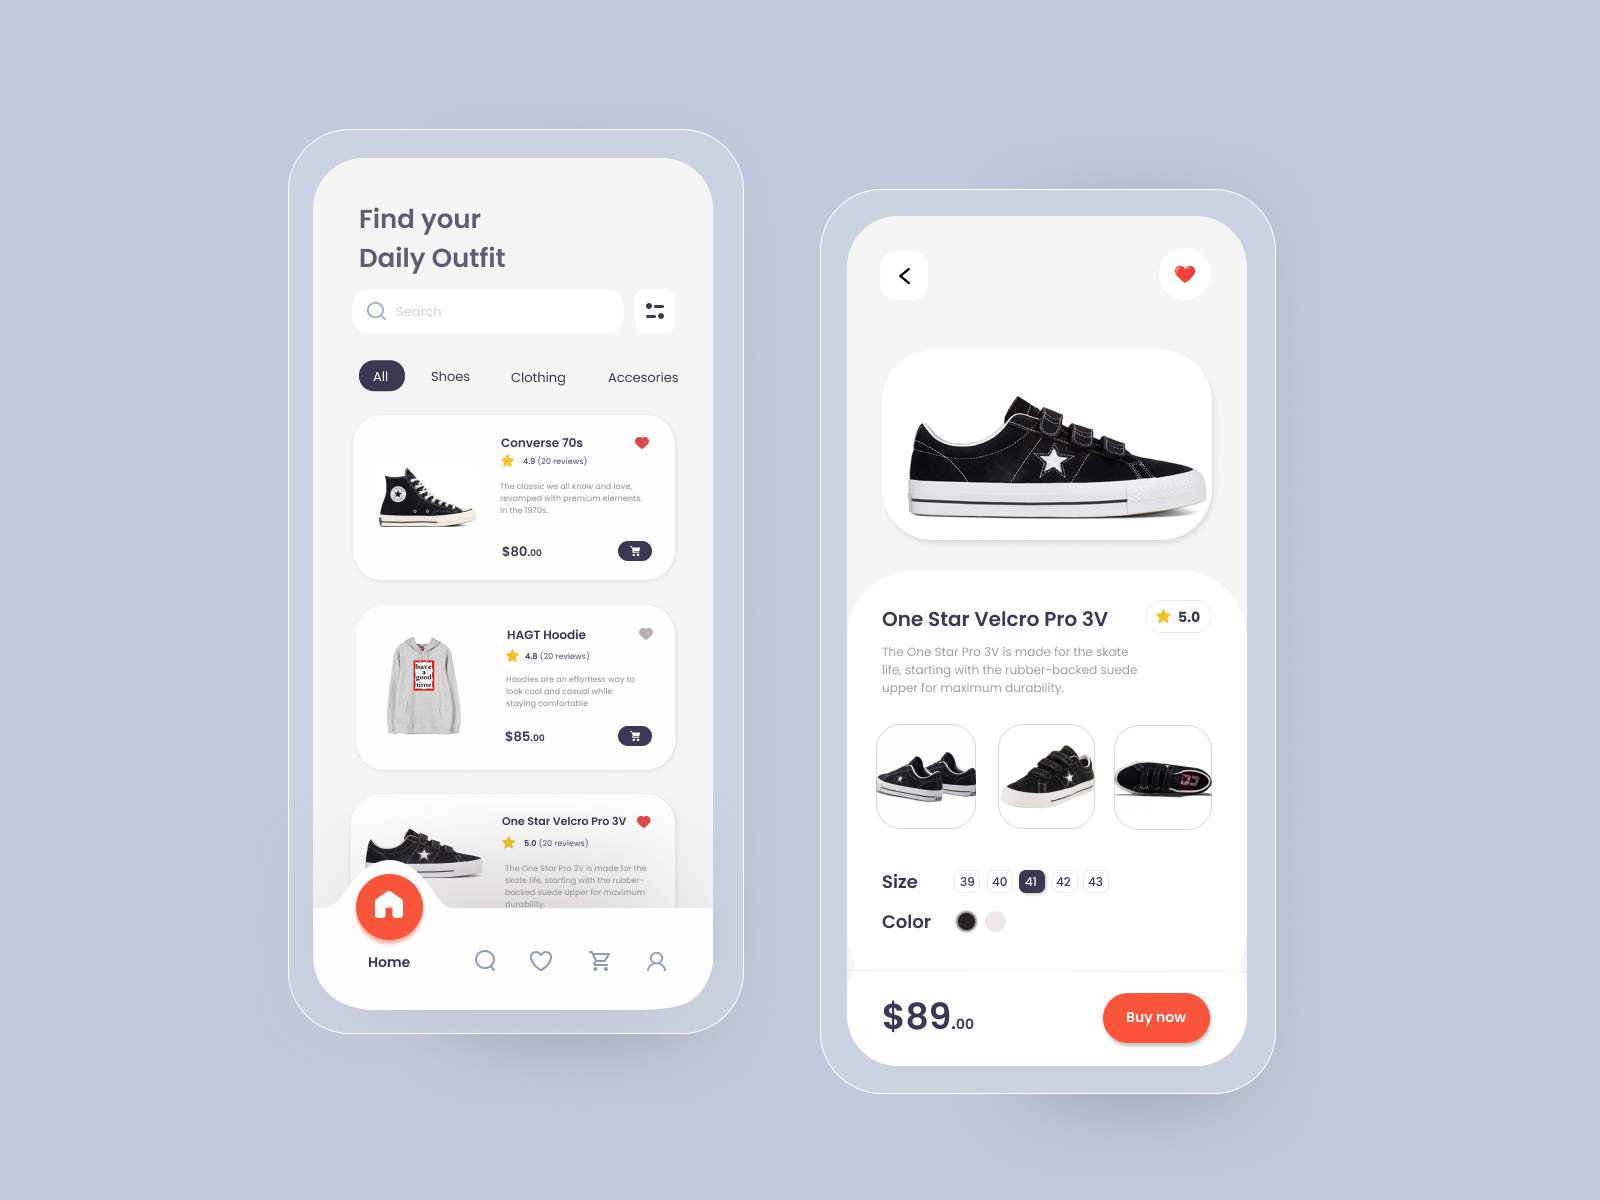 Find your
Daily Outfit
Search
All
Shoes
Clothing
Accesories
Converse 70s
4.9 (20 reviews)
The classic we all know and love,
revamped with premium elements.
In the 1970s.
$80.00
HAGT Hoodie
4.8 (20 reviews)
Hoodies are an effortless way to
look cool and casual while
staying comfortable
have
a
good
time
$85.00
One Star Velcro Pro 3V
5.0 (20 reviews)
The One Star Pro 3V is made for the
skate life, starting with the rubber-
backed suede upper for maximum
durability.
Home
One Star Velcro Pro 3V
5.0
The One Star Pro 3V is made for the skate
life, starting with the rubber-backed suede
upper for maximum durability.
Size
39
40
41
42
43
Color
$89.00
Buy now